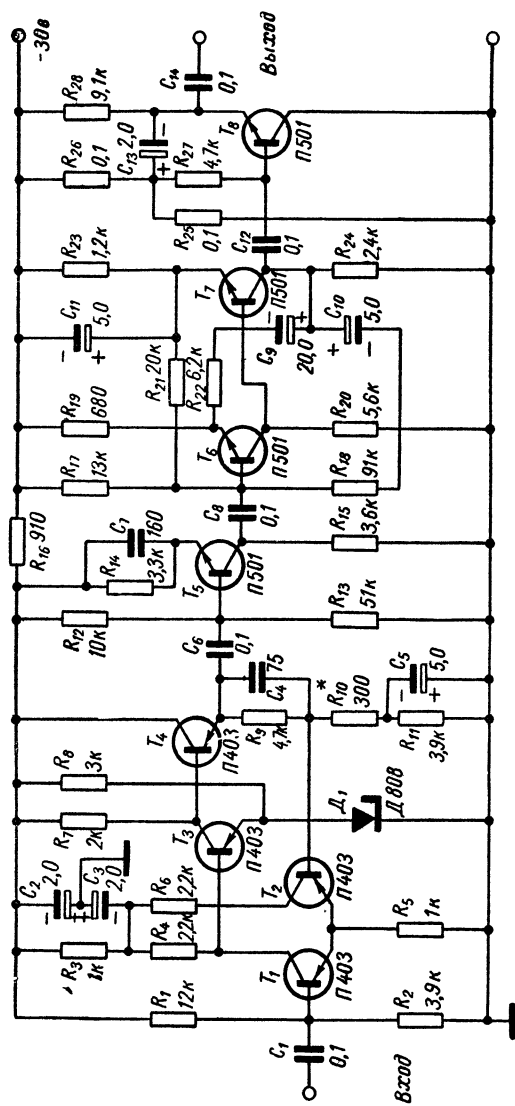 -30в
R₁
12к
R₂
3,9к
C₁
0,1
Вход
R₃
1к
C₂
2,0
C₃
2,0
R₄
2,2к
R₆
2,2к
T₁
П403
T₂
П403
R₅
1к
R₇
2к
R₈
3к
T₃
П403
Д₁
Д808
T₄
П403
R₉
4,7к
C₄
75
R₁₀*
300
R₁₁
3,9к
C₅
5,0
C₆
0,1
R₁₂
10к
R₁₃
51к
R₁₄
3,3к
C₇
160
T₅
П501
R₁₅
3,6к
R₁₆ 910
C₈
0,1
R₁₇
13к
R₁₈
91к
R₁₉
680
T₆
П501
R₂₀
5,6к
R₂₁ 20к
R₂₂ 6,2к
C₁₁
5,0
R₂₃
1,2к
T₇
П501
C₉
20,0
C₁₀
5,0
R₂₄
2,4к
C₁₂
0,1
R₂₅
0,1
R₂₆
0,1
C₁₃ 2,0
R₂₇
4,7к
R₂₈
9,1к
T₈
П501
C₁₄
0,1
Выход